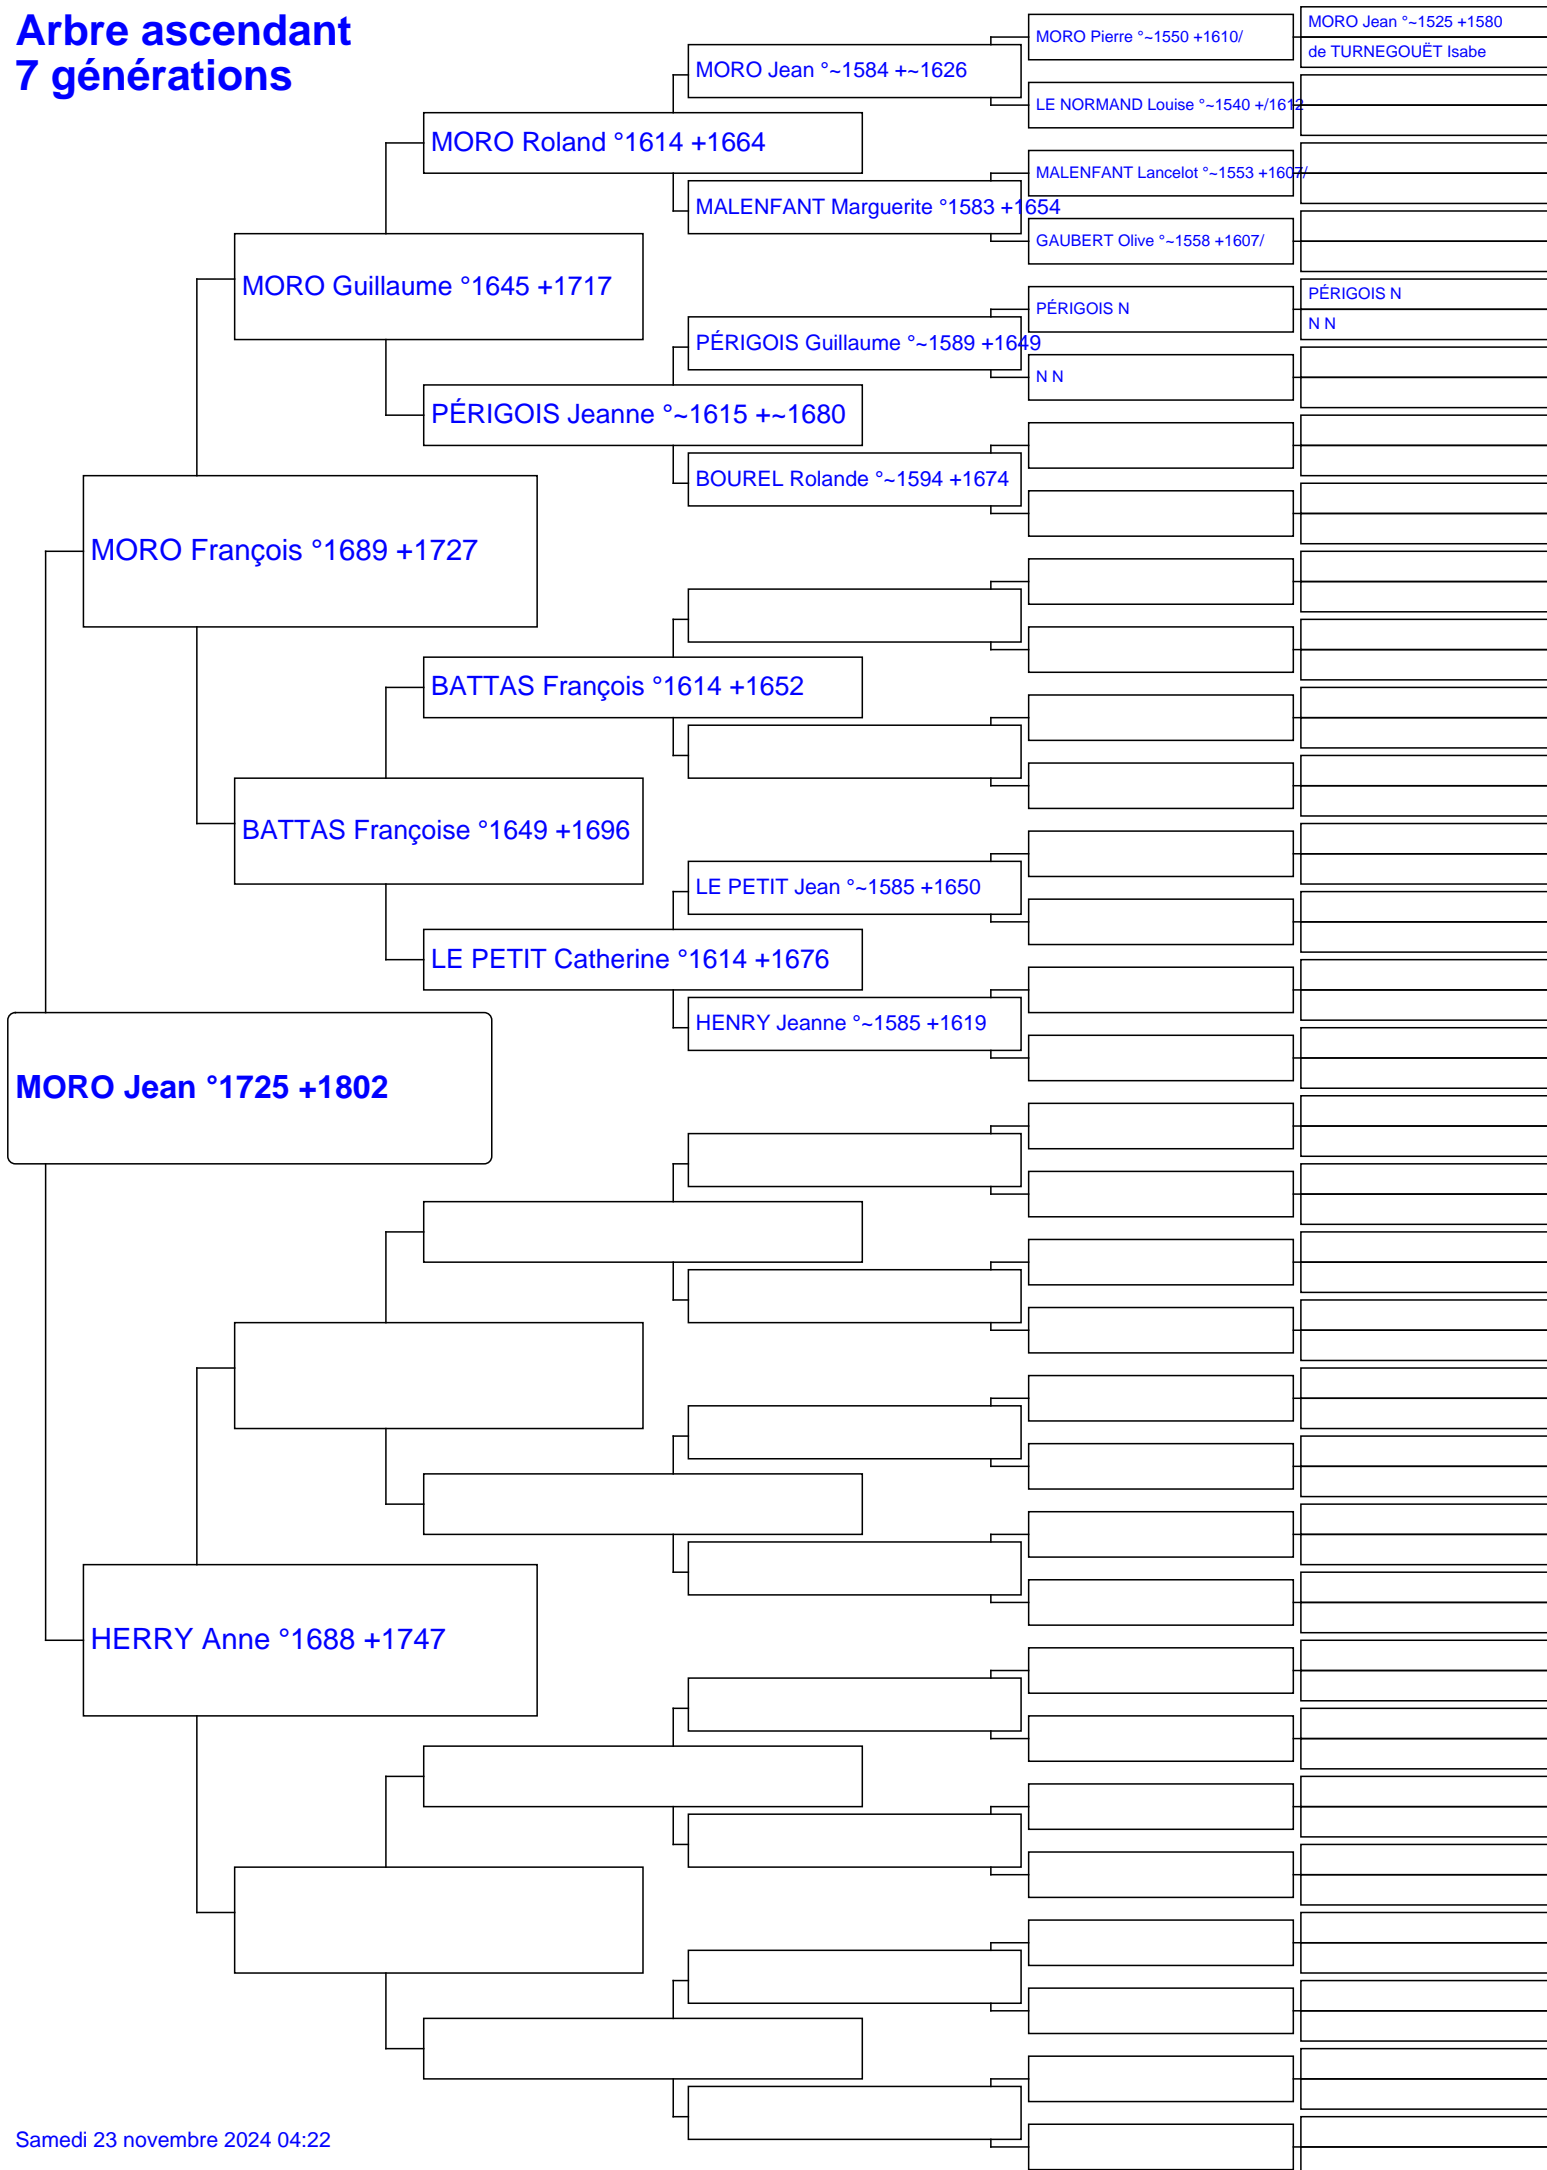 Arbre ascendant
7 générations
MORO Jean °~1525 +1580
MORO Pierre °~1550 +1610/
de TURNEGOUËT Isabe
MORO Jean °~1584 +~1626
LE NORMAND Louise °~1540 +/1612
MORO Roland °1614 +1664
MALENFANT Lancelot °~1553 +1607/
MALENFANT Marguerite °1583 +1654
GAUBERT Olive °~1558 +1607/
MORO Guillaume °1645 +1717
PÉRIGOIS N
PÉRIGOIS N
N N
PÉRIGOIS Guillaume °~1589 +1649
N N
PÉRIGOIS Jeanne °~1615 +~1680
BOUREL Rolande °~1594 +1674
MORO François °1689 +1727
BATTAS François °1614 +1652
BATTAS Françoise °1649 +1696
LE PETIT Jean °~1585 +1650
LE PETIT Catherine °1614 +1676
HENRY Jeanne °~1585 +1619
MORO Jean °1725 +1802
HERRY Anne °1688 +1747
Samedi 23 novembre 2024 04:22